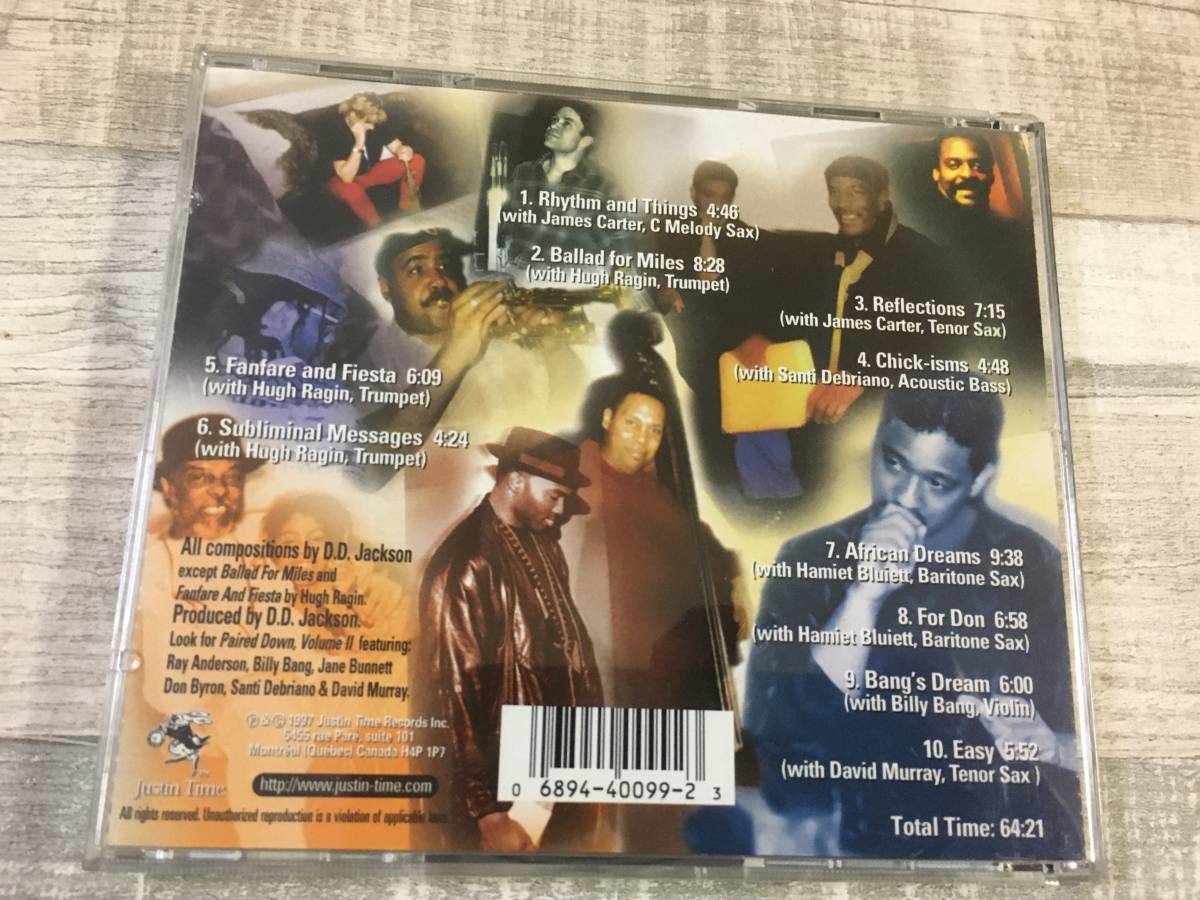 1. Rhythm and Things 4:46
(with James Carter, C Melody Sax)
2. Ballad for Miles 8:28
(with Hugh Ragin, Trumpet)
3. Reflections 7:15
(with James Carter, Tenor Sax)
4. Chick-isms 4:48
(with Santi Debriano, Acoustic Bass)
5. Fanfare and Fiesta 6:09
(with Hugh Ragin, Trumpet)
6. Subliminal Messages 4:24
(with Hugh Ragin, Trumpet)
7. African Dreams 9:38
(with Hamiet Bluiett, Baritone Sax)
8. For Don 6:58
(with Hamiet Bluiett, Baritone Sax)
9. Bang's Dream 6:00
(with Billy Bang, Violin)
10. Easy 5:52
(with David Murray, Tenor Sax )
Total Time: 64:21
All compositions by D.D. Jackson
except Ballad For Miles and
Fanfare And Fiesta by Hugh Ragin.
Produced by D.D. Jackson.
Look for Paired Down, Volume II featuring:
Ray Anderson, Billy Bang, Jane Bunnett
Don Byron, Santi Debriano & David Murray.
℗ & © 1997 Justin Time Records Inc.
5455 rue Pare, suite 101
Montréal (Quebec) Canada H4P 1P7
Justin Time
http://www.justin-time.com
All rights reserved. Unauthorized reproduction is a violation of applicable laws.
0 6894-40099-2 3